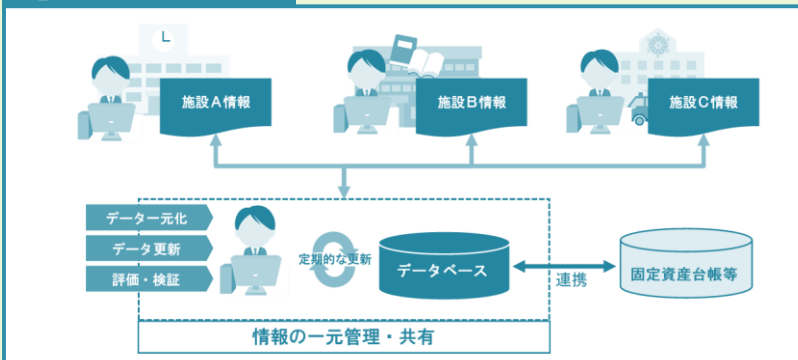 施設A情報
施設B情報
施設C情報
データ一元化
データ更新
評価・検証
定期的な更新
データベース
連携
固定資産台帳等
情報の一元管理・共有